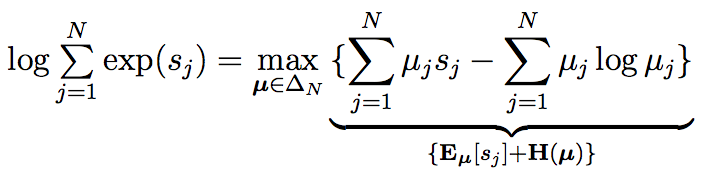 log ∑_{j=1}^{N} exp(s_j) = max_{μ∈Δ_N} {∑_{j=1}^{N} μ_j s_j − ∑_{j=1}^{N} μ_j log μ_j}
{E_μ[s_j]+H(μ)}